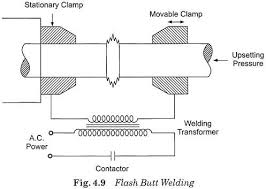 Stationary Clamp
Movable Clamp
Upsetting
Pressure
Welding
Transformer
A.C.
Power
Contactor
Fig. 4.9 Flash Butt Welding